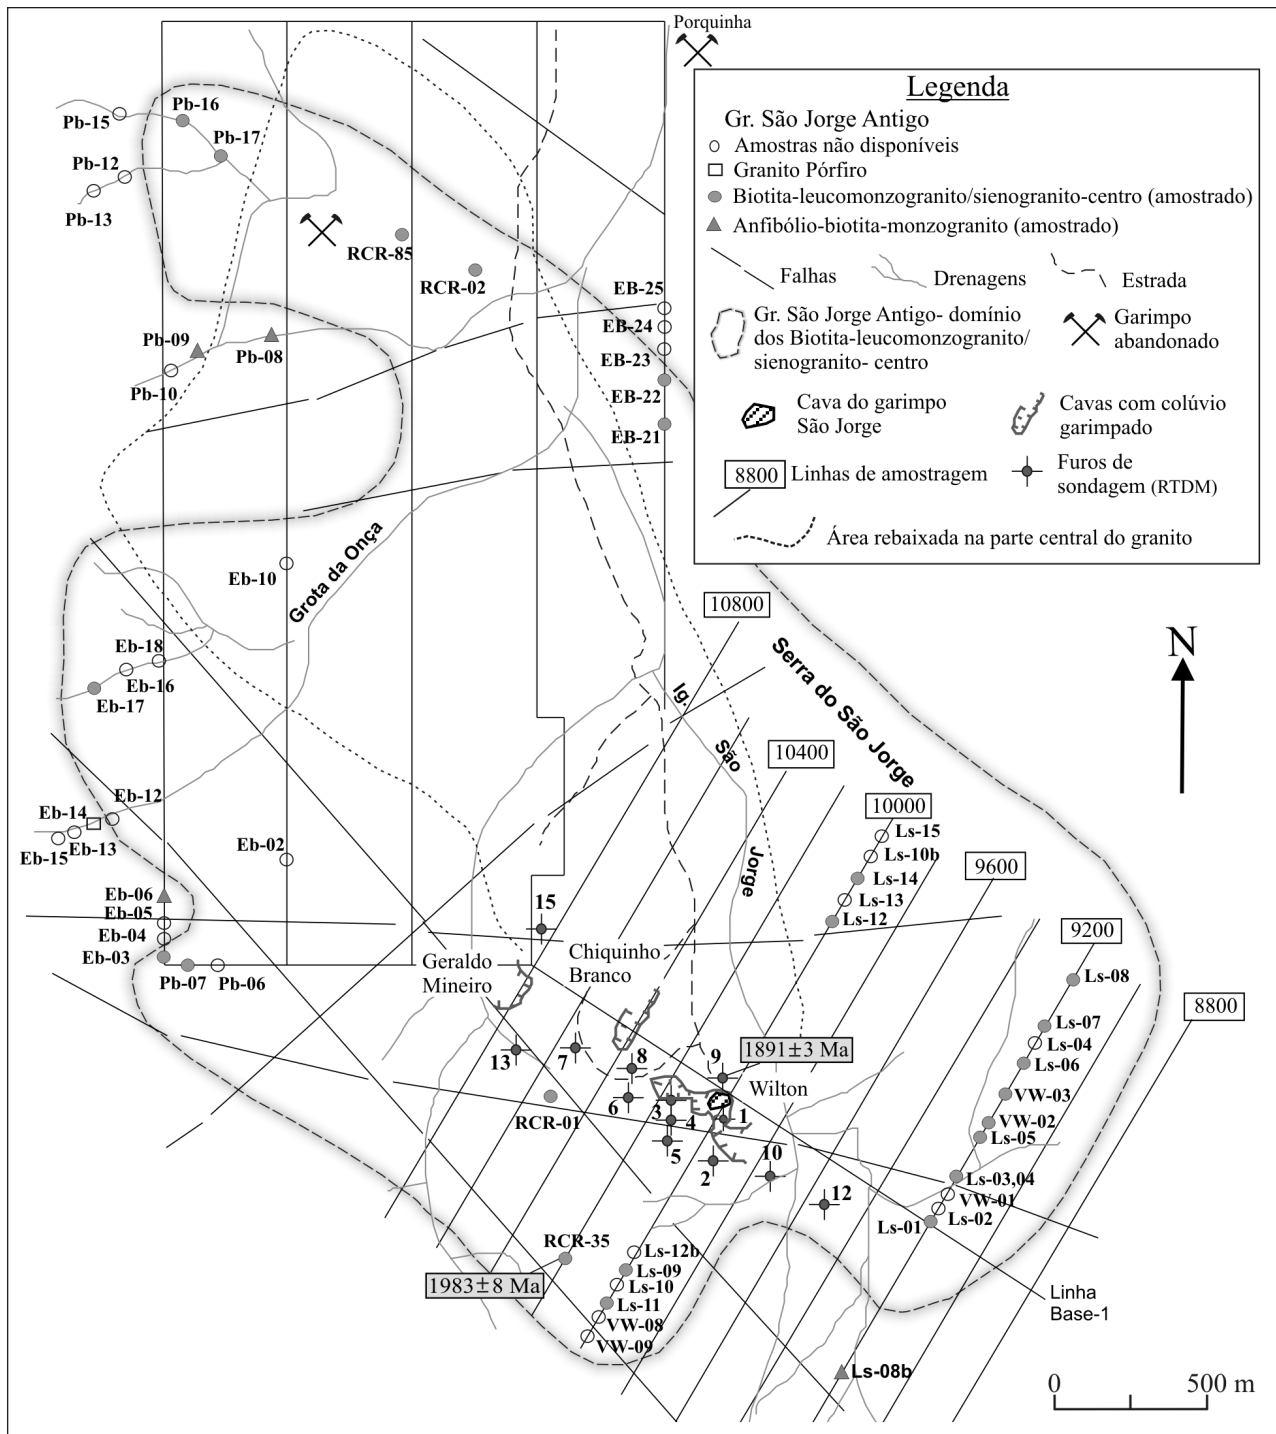 Porquinha
Legenda
Gr. São Jorge Antigo
Amostras não disponíveis
Granito Pórfiro
Biotita-leucomonzogranito/sienogranito-centro (amostrado)
Anfibólio-biotita-monzogranito (amostrado)
Falhas
Drenagens
Estrada
Gr. São Jorge Antigo- domínio
dos Biotita-leucomonzogranito/
sienogranito- centro
Garimpo
abandonado
Cava do garimpo
São Jorge
Cavas com colúvio
garimpado
8800
Linhas de amostragem
Furos de
sondagem (RTDM)
Área rebaixada na parte central do granito
Pb-16
Pb-15
Pb-17
Pb-12
Pb-13
RCR-85
RCR-02
EB-25
EB-24
EB-23
EB-22
EB-21
Pb-09
Pb-08
Pb-10
Grota da Onça
Eb-10
Eb-18
Eb-16
Eb-17
10800
N
Serra do São Jorge
Ig.
São
Jorge
10400
10000
9600
9200
8800
Eb-12
Eb-14
Eb-13
Eb-15
Eb-02
Eb-06
Eb-05
Eb-04
Eb-03
Pb-07
Pb-06
Ls-15
Ls-10b
Ls-14
Ls-13
Ls-12
15
Geraldo
Mineiro
Chiquinho
Branco
Ls-08
Ls-07
Ls-04
Ls-06
VW-03
VW-02
Ls-05
Ls-03,04
VW-01
Ls-02
Ls-01
13
7
8
9
1891±3 Ma
Wilton
RCR-01
6
3
4
1
5
2
10
12
RCR-35
1983±8 Ma
Ls-12b
Ls-09
Ls-10
Ls-11
VW-08
VW-09
Linha
Base-1
Ls-08b
0
500 m